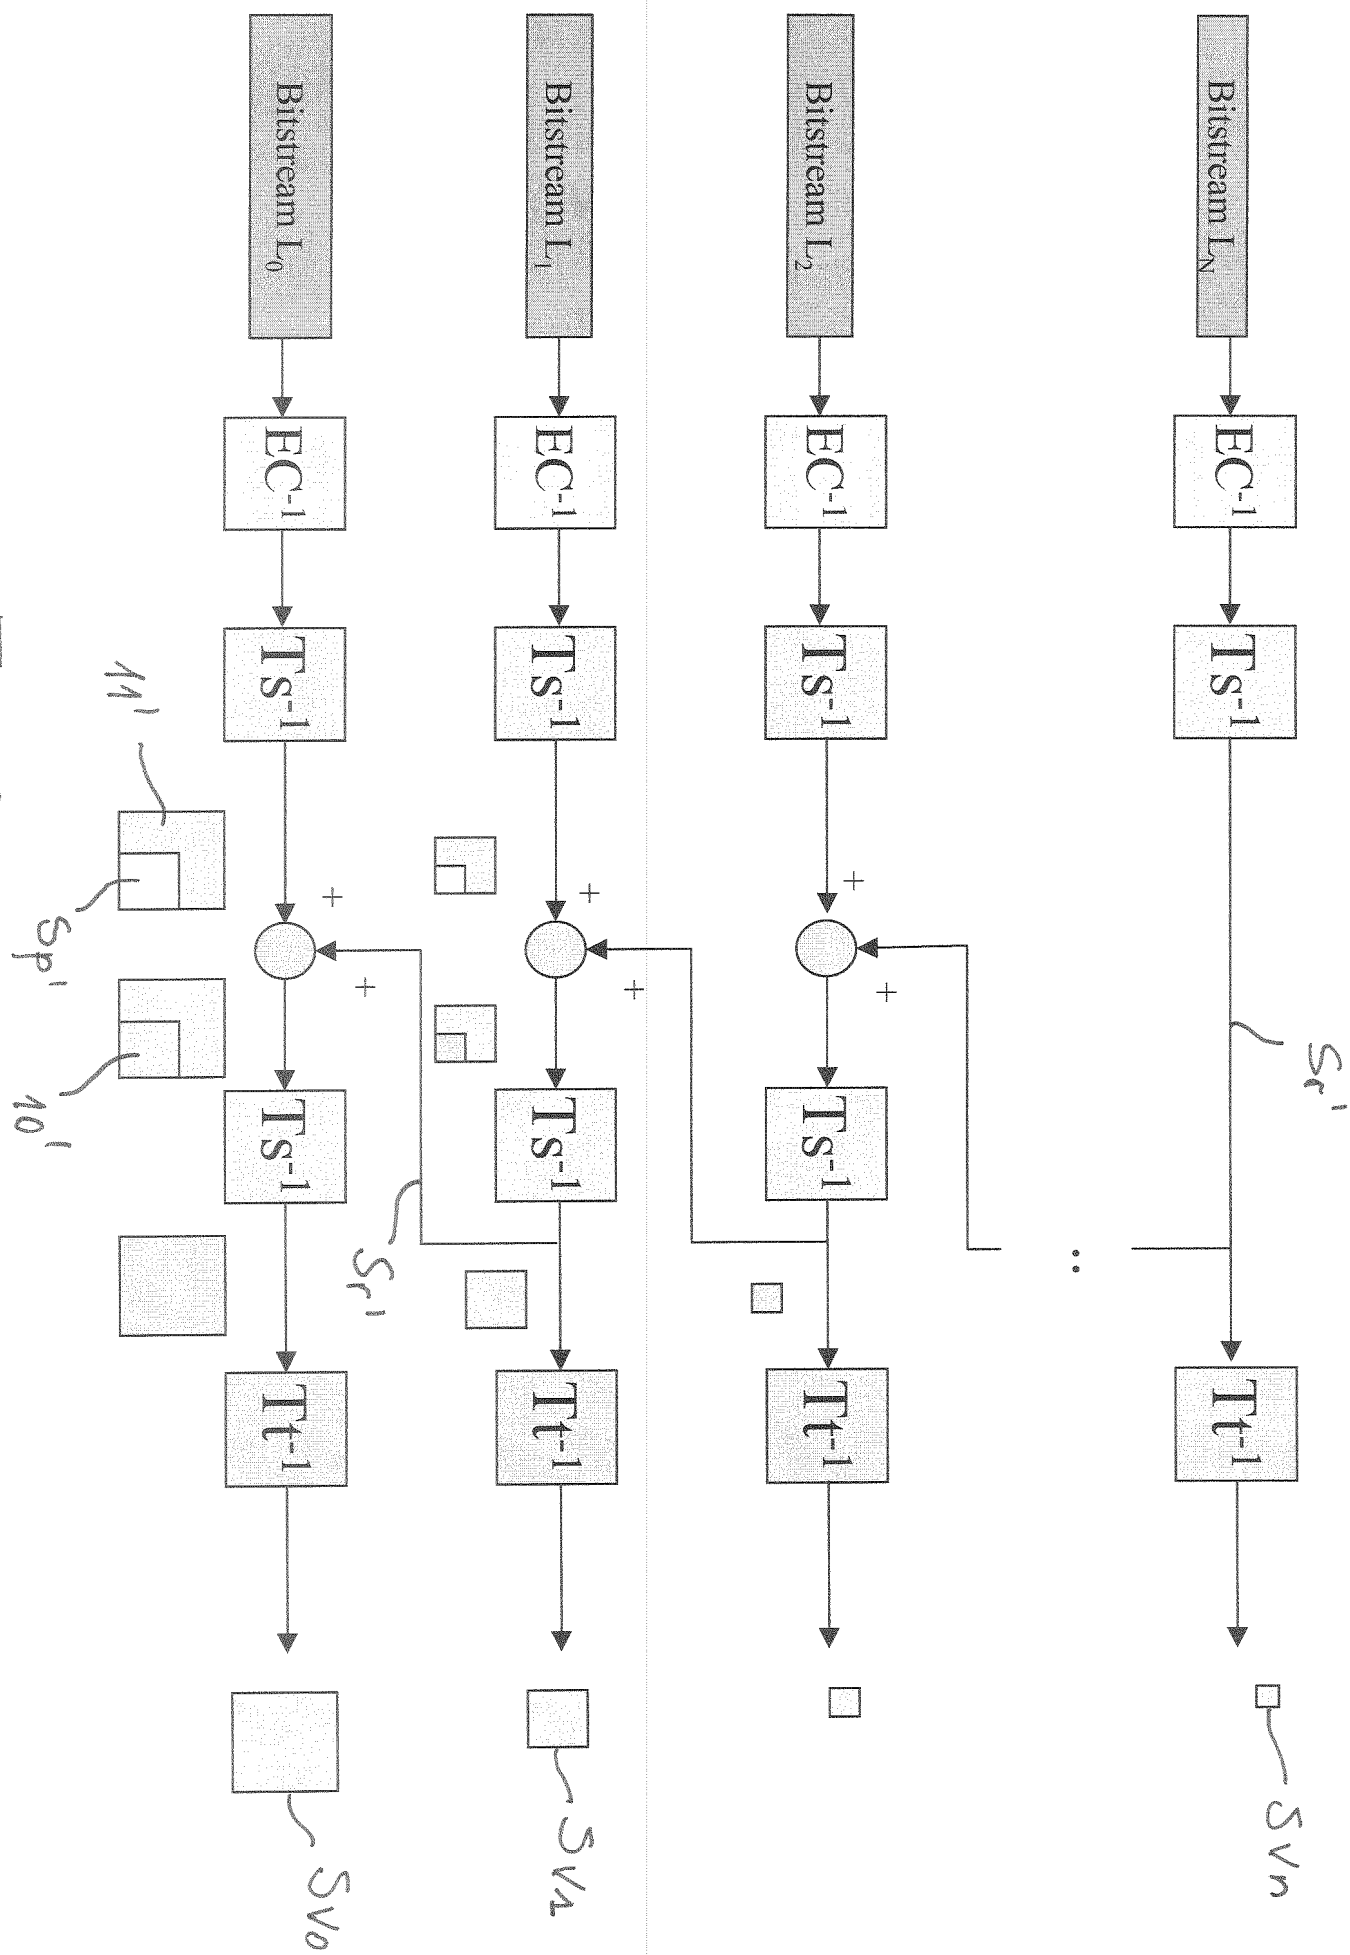 Bitstream L_N
EC⁻¹
Ts⁻¹
Sr'
Tt⁻¹
SVn
:
Bitstream L₂
EC⁻¹
Ts⁻¹
+
+
Ts⁻¹
Tt⁻¹
Bitstream L₁
EC⁻¹
Ts⁻¹
+
+
Ts⁻¹
Tt⁻¹
SV1
Bitstream L₀
EC⁻¹
Ts⁻¹
+
+
Ts⁻¹
Sr'
Tt⁻¹
SV0
11'
Sp'
10'